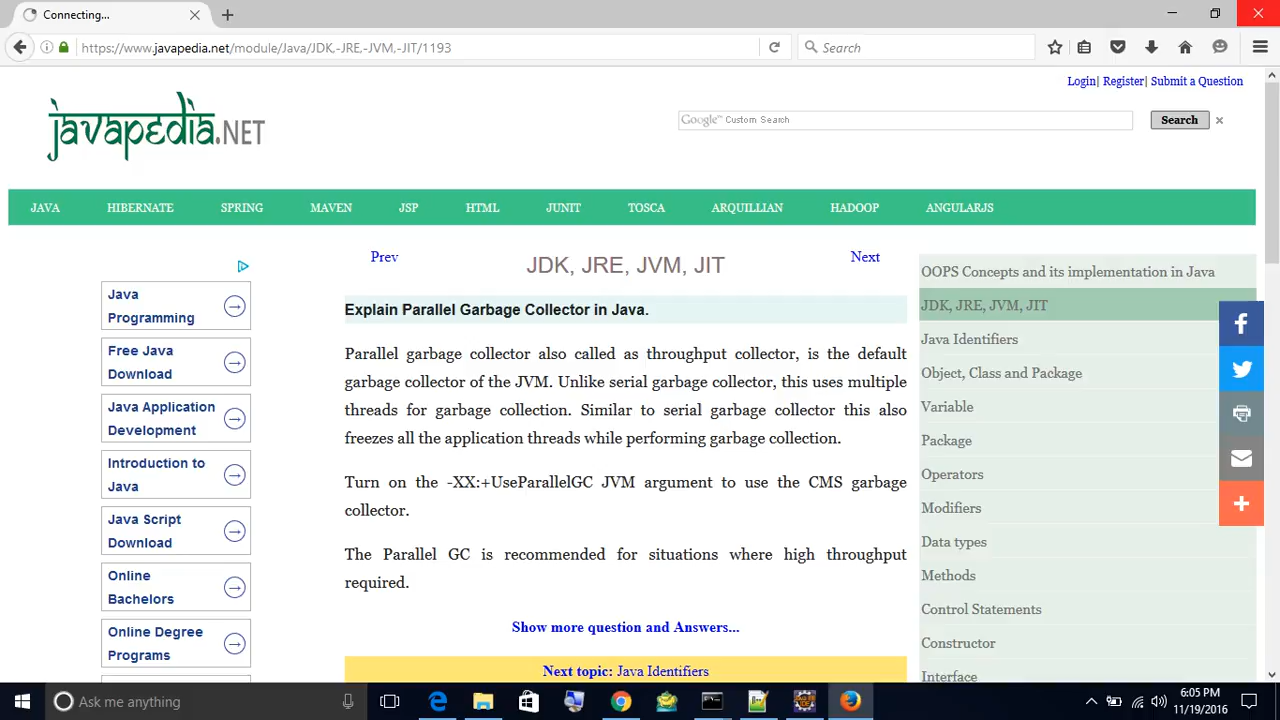 Connecting...
https://www.javapedia.net/module/Java/JDK,-JRE,-JVM,-JIT/1193
Search
Login| Register| Submit a Question
javapedia.NET
Google™ Custom Search
Search
JAVA HIBERNATE SPRING MAVEN JSP HTML JUNIT TOSCA ARQUILLIAN HADOOP ANGULARJS
Java
Programming
Free Java
Download
Java Application
Development
Introduction to
Java
Java Script
Download
Online
Bachelors
Online Degree
Programs
Prev
JDK, JRE, JVM, JIT
Next
Explain Parallel Garbage Collector in Java.
Parallel garbage collector also called as throughput collector, is the default
garbage collector of the JVM. Unlike serial garbage collector, this uses multiple
threads for garbage collection. Similar to serial garbage collector this also
freezes all the application threads while performing garbage collection.
Turn on the -XX:+UseParallelGC JVM argument to use the CMS garbage
collector.
The Parallel GC is recommended for situations where high throughput
required.
Show more question and Answers...
Next topic: Java Identifiers
OOPS Concepts and its implementation in Java
JDK, JRE, JVM, JIT
Java Identifiers
Object, Class and Package
Variable
Package
Operators
Modifiers
Data types
Methods
Control Statements
Constructor
Interface
Ask me anything
6:05 PM
11/19/2016